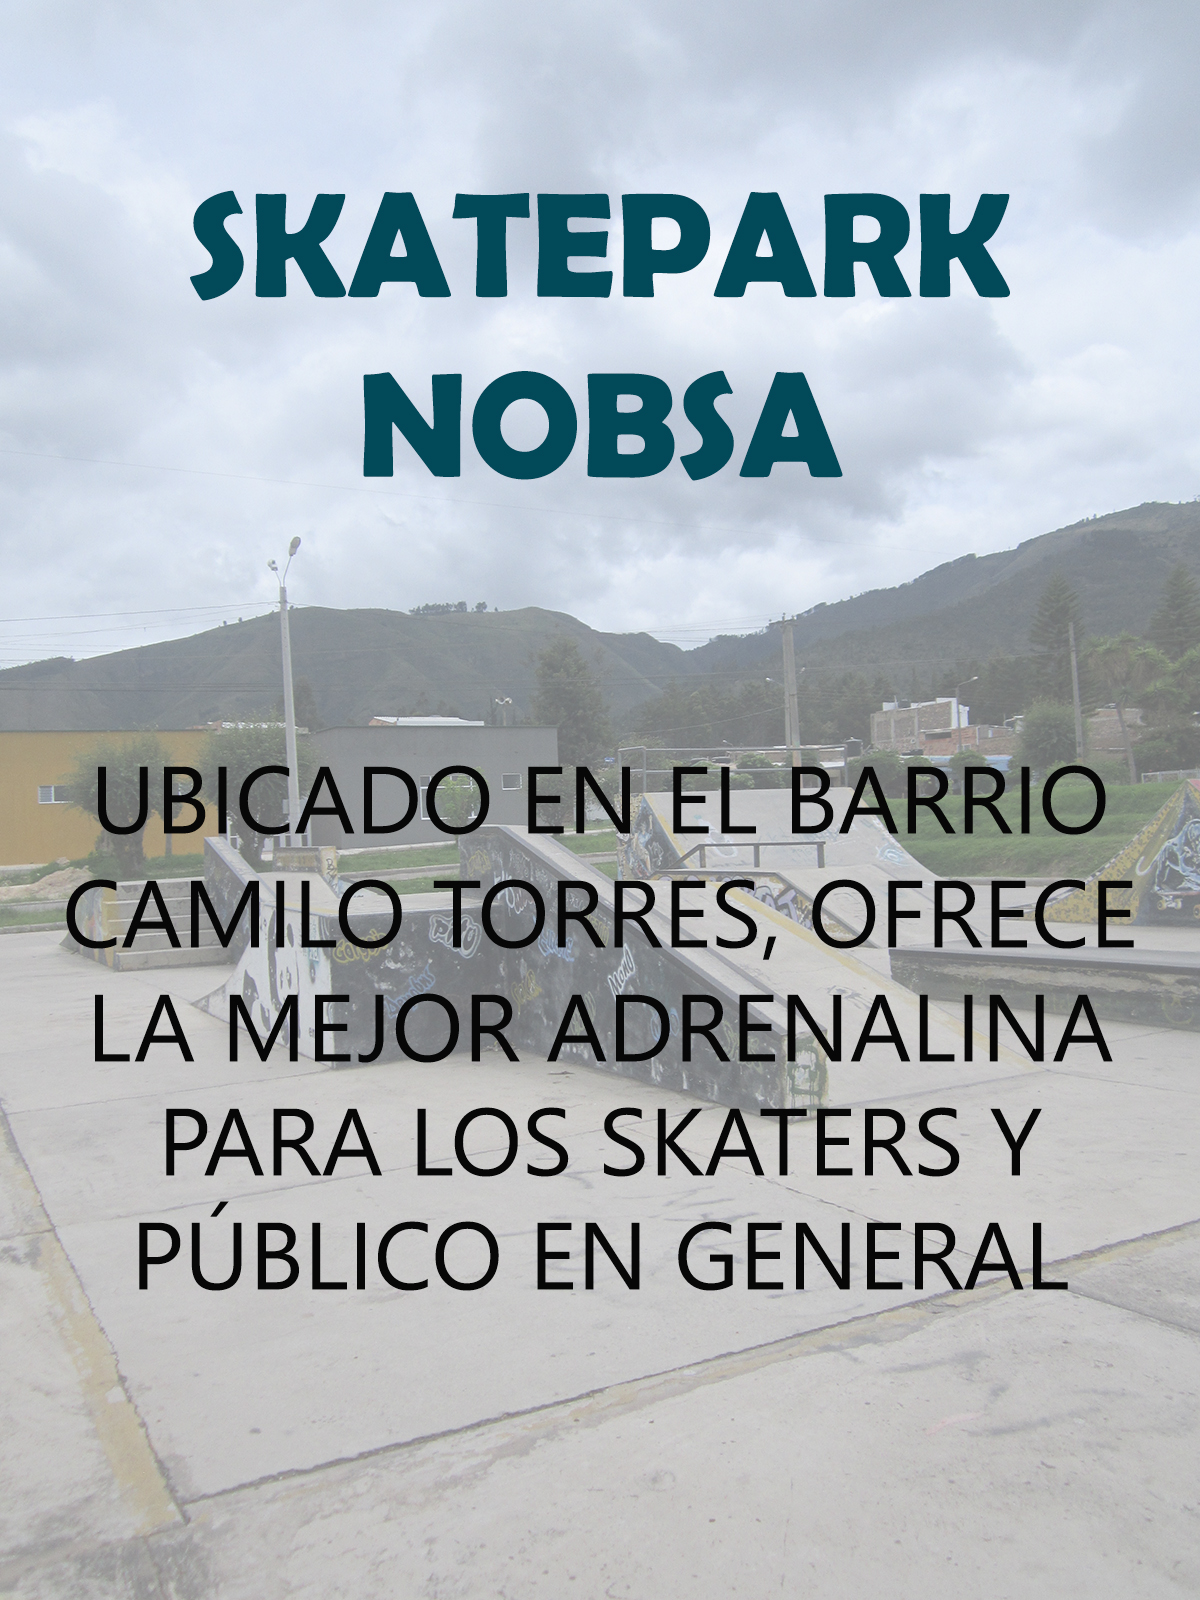 SKATEPARK
NOBSA
UBICADO EN EL BARRIO
CAMILO TORRES, OFRECE
LA MEJOR ADRENALINA
PARA LOS SKATERS Y
PÚBLICO EN GENERAL